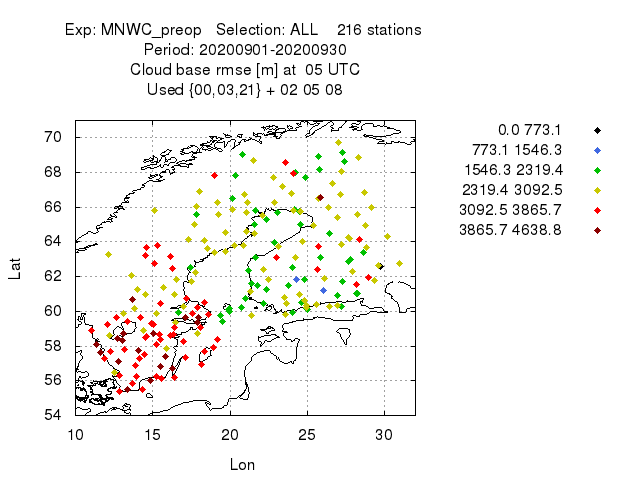 Exp: MNWC_preop   Selection: ALL    216 stations
Period: 20200901-20200930
Cloud base rmse [m] at  05 UTC
Used {00,03,21} + 02 05 08
0.0 773.1
773.1 1546.3
1546.3 2319.4
2319.4 3092.5
3092.5 3865.7
3865.7 4638.8
70
68
66
64
62
60
58
56
54
Lat
10 15 20 25 30
Lon